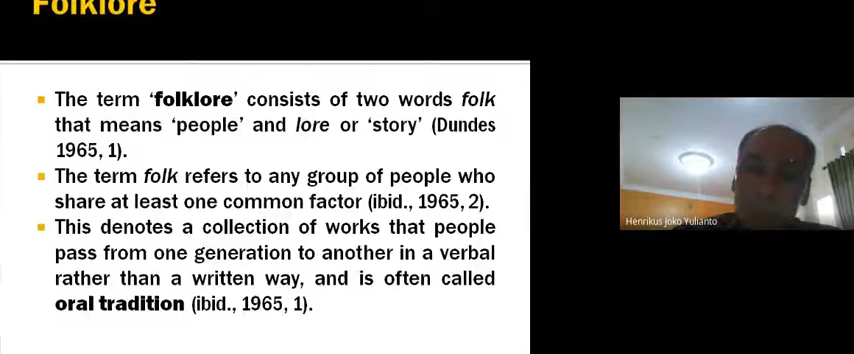 Folklore
▪ The term ‘folklore’ consists of two words folk
that means ‘people’ and lore or ‘story’ (Dundes
1965, 1).
▪ The term folk refers to any group of people who
share at least one common factor (ibid., 1965, 2).
▪ This denotes a collection of works that people
pass from one generation to another in a verbal
rather than a written way, and is often called
oral tradition (ibid., 1965, 1).
Henrikus Joko Yulianto